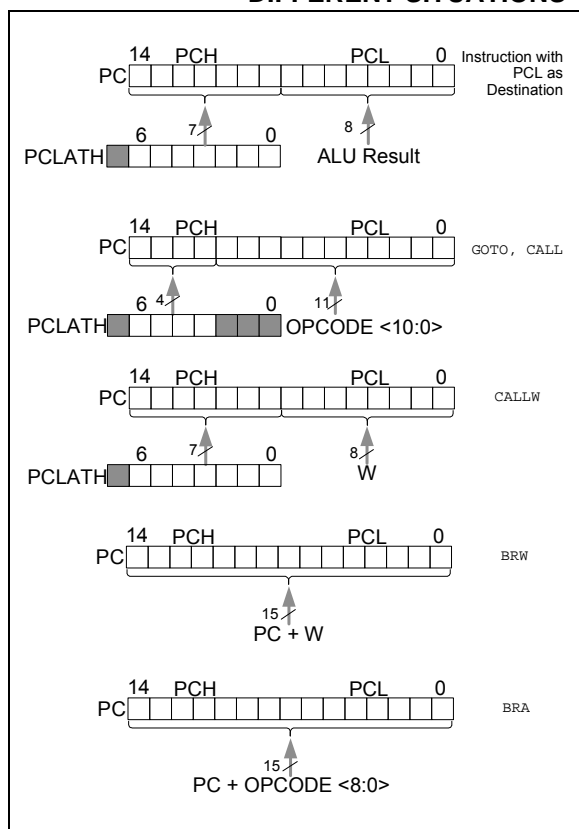 DIFFERENT SITUATIONS
14 PCH PCL 0 Instruction with
PC PCL as
Destination
7 8
6 0
PCLATH ALU Result
14 PCH PCL 0
PC GOTO, CALL
6 4 0 11
PCLATH OPCODE <10:0>
14 PCH PCL 0
PC CALLW
6 7 0 8
PCLATH W
14 PCH PCL 0
PC BRW
15
PC + W
14 PCH PCL 0
PC BRA
15
PC + OPCODE <8:0>